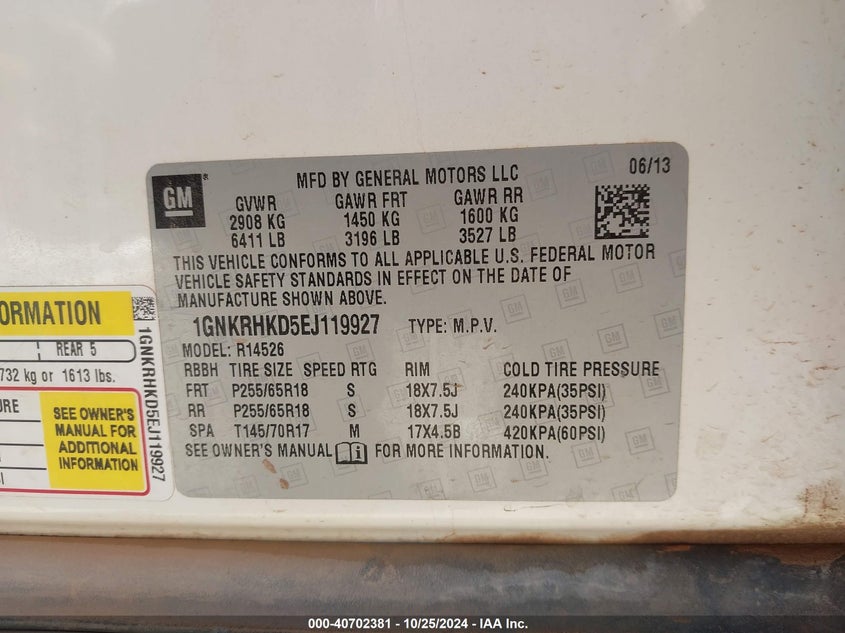 GM ®
MFD BY GENERAL MOTORS LLC
06/13
GVWR GAWR FRT GAWR RR
2908 KG 1450 KG 1600 KG
6411 LB 3196 LB 3527 LB
THIS VEHICLE CONFORMS TO ALL APPLICABLE U.S. FEDERAL MOTOR
VEHICLE SAFETY STANDARDS IN EFFECT ON THE DATE OF
MANUFACTURE SHOWN ABOVE.
1GNKRHKD5EJ119927 TYPE: M.P.V.
MODEL: R14526
RBBH TIRE SIZE SPEED RTG RIM COLD TIRE PRESSURE
FRT P255/65R18 S 18X7.5J 240KPA(35PSI)
RR P255/65R18 S 18X7.5J 240KPA(35PSI)
SPA T145/70R17 M 17X4.5B 420KPA(60PSI)
SEE OWNER'S MANUAL FOR MORE INFORMATION.
REAR 5
732 kg or 1613 lbs.
SEE OWNER'S
MANUAL FOR
ADDITIONAL
INFORMATION
1GNKRHKD5EJ119927
000-40702381 - 10/25/2024 - IAA Inc.